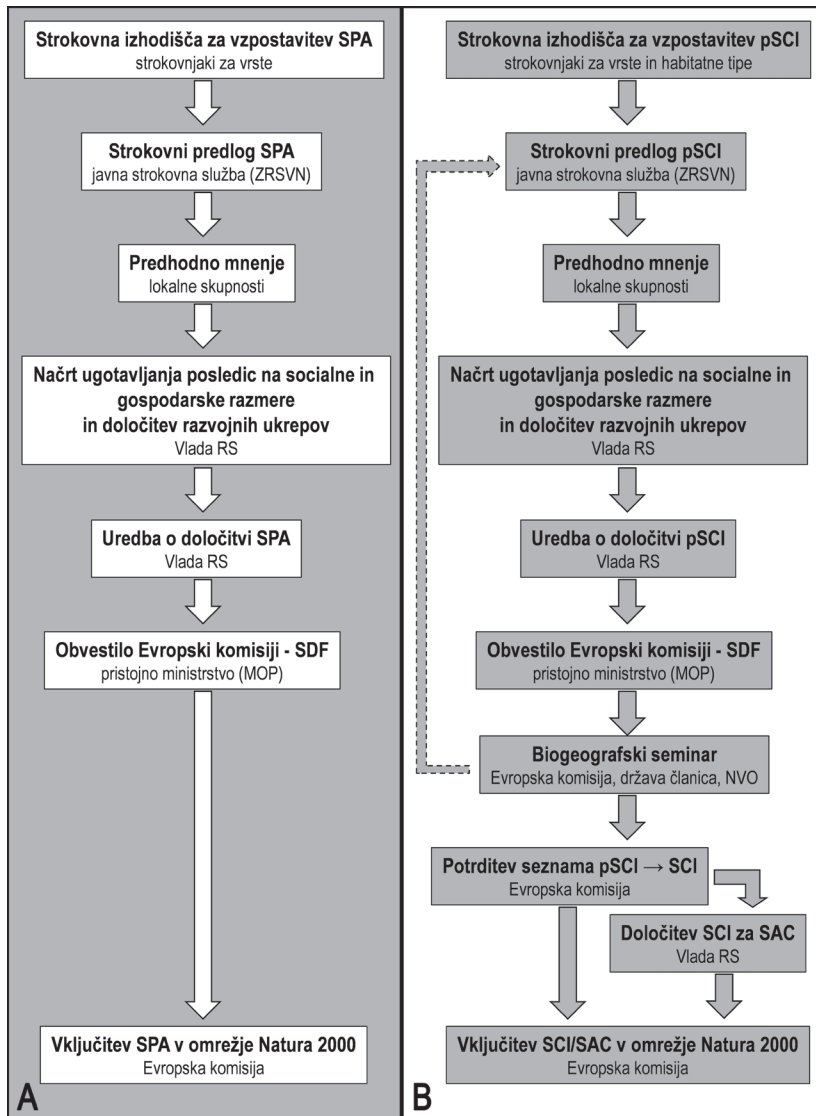 Strokovna izhodišča za vzpostavitev SPA
strokovnjaki za vrste
Strokovni predlog SPA
javna strokovna služba (ZRSVN)
Predhodno mnenje
lokalne skupnosti
Načrt ugotavljanja posledic na socialne in
gospodarske razmere
in določitev razvojnih ukrepov
Vlada RS
Uredba o določitvi SPA
Vlada RS
Obvestilo Evropski komisiji - SDF
pristojno ministrstvo (MOP)
Vključitev SPA v omrežje Natura 2000
Evropska komisija
A
Strokovna izhodišča za vzpostavitev pSCI
strokovnjaki za vrste in habitatne tipe
Strokovni predlog pSCI
javna strokovna služba (ZRSVN)
Predhodno mnenje
lokalne skupnosti
Načrt ugotavljanja posledic na socialne in
gospodarske razmere
in določitev razvojnih ukrepov
Vlada RS
Uredba o določitvi pSCI
Vlada RS
Obvestilo Evropski komisiji - SDF
pristojno ministrstvo (MOP)
Biogeografski seminar
Evropska komisija, država članica, NVO
Potrditev seznama pSCI → SCI
Evropska komisija
Določitev SCI za SAC
Vlada RS
Vključitev SCI/SAC v omrežje Natura 2000
Evropska komisija
B